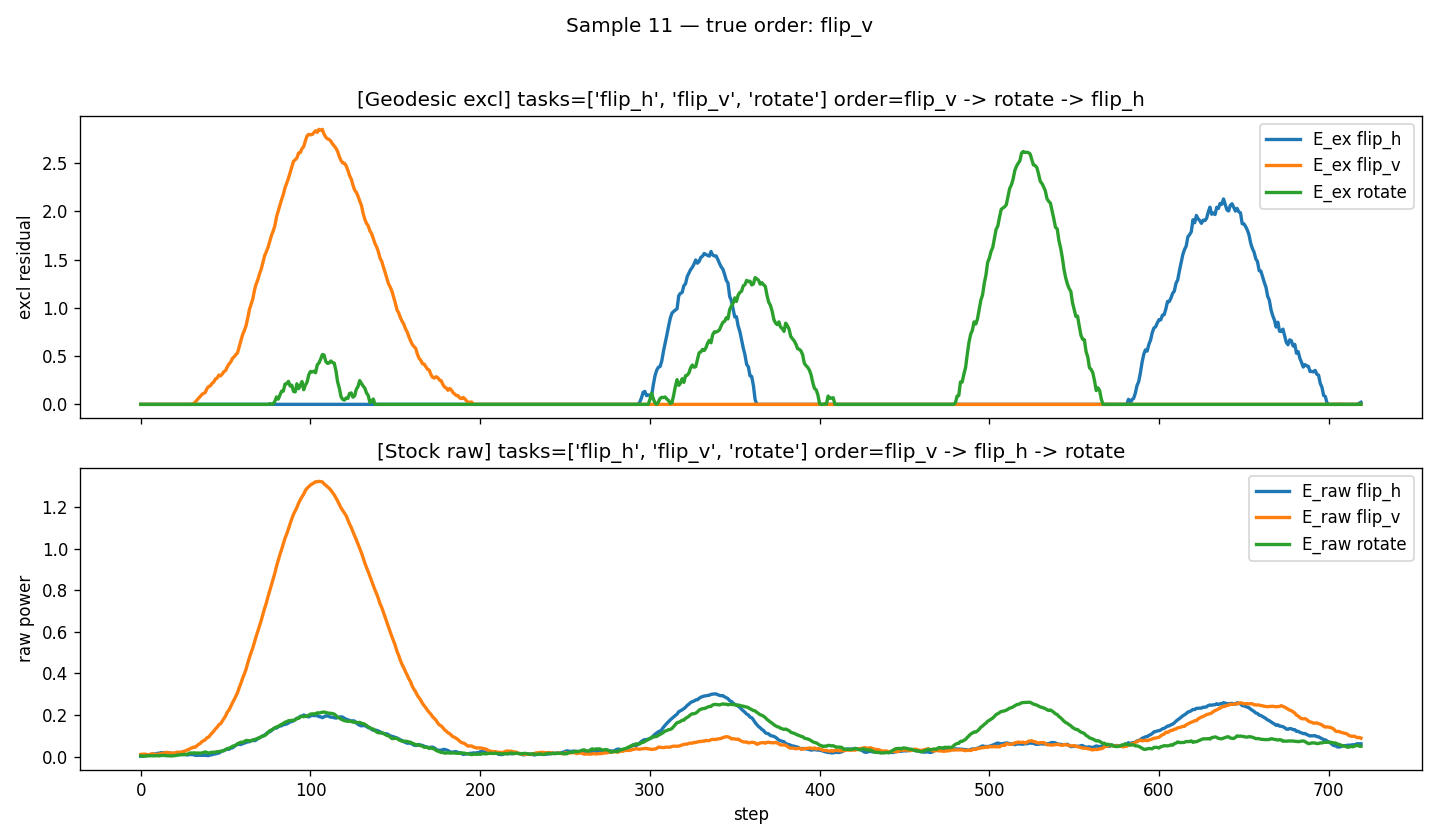 Sample 11 — true order: flip_v
[Geodesic excl] tasks=['flip_h', 'flip_v', 'rotate'] order=flip_v -> rotate -> flip_h
excl residual
2.5
2.0
1.5
1.0
0.5
0.0
E_ex flip_h
E_ex flip_v
E_ex rotate
[Stock raw] tasks=['flip_h', 'flip_v', 'rotate'] order=flip_v -> flip_h -> rotate
raw power
1.2
1.0
0.8
0.6
0.4
0.2
0.0
E_raw flip_h
E_raw flip_v
E_raw rotate
0 100 200 300 400 500 600 700
step